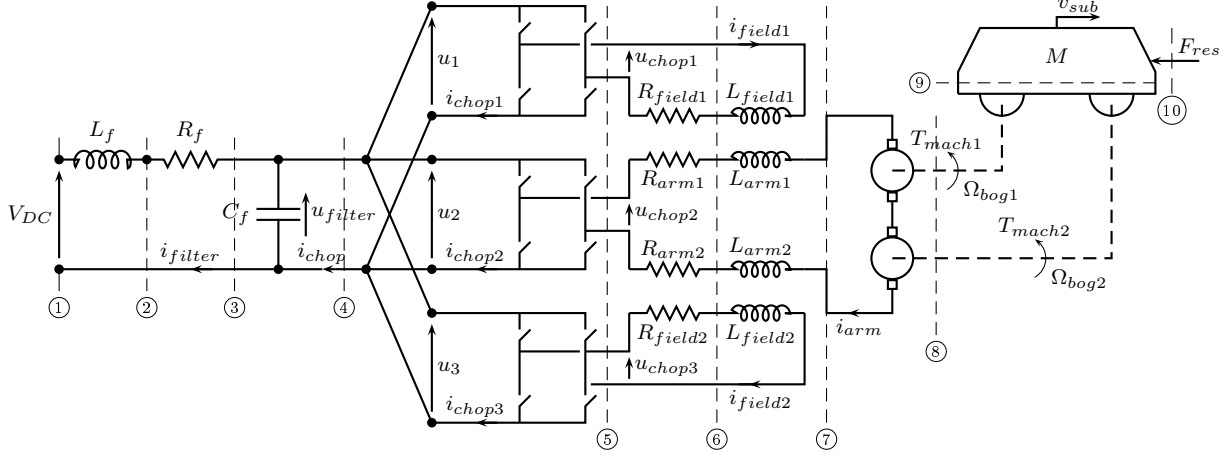 v_sub
M
F_res
9
10
u_1
i_field1
u_chop1
R_field1
L_field1
i_chop1
L_f
R_f
V_DC
C_f
u_filter
i_filter
i_chop
1
2
3
4
u_2
R_arm1
L_arm1
u_chop2
R_arm2
L_arm2
i_chop2
T_mach1
Ω_bog1
T_mach2
Ω_bog2
R_field2
L_field2
i_arm
u_3
u_chop3
i_chop3
i_field2
5
6
7
8